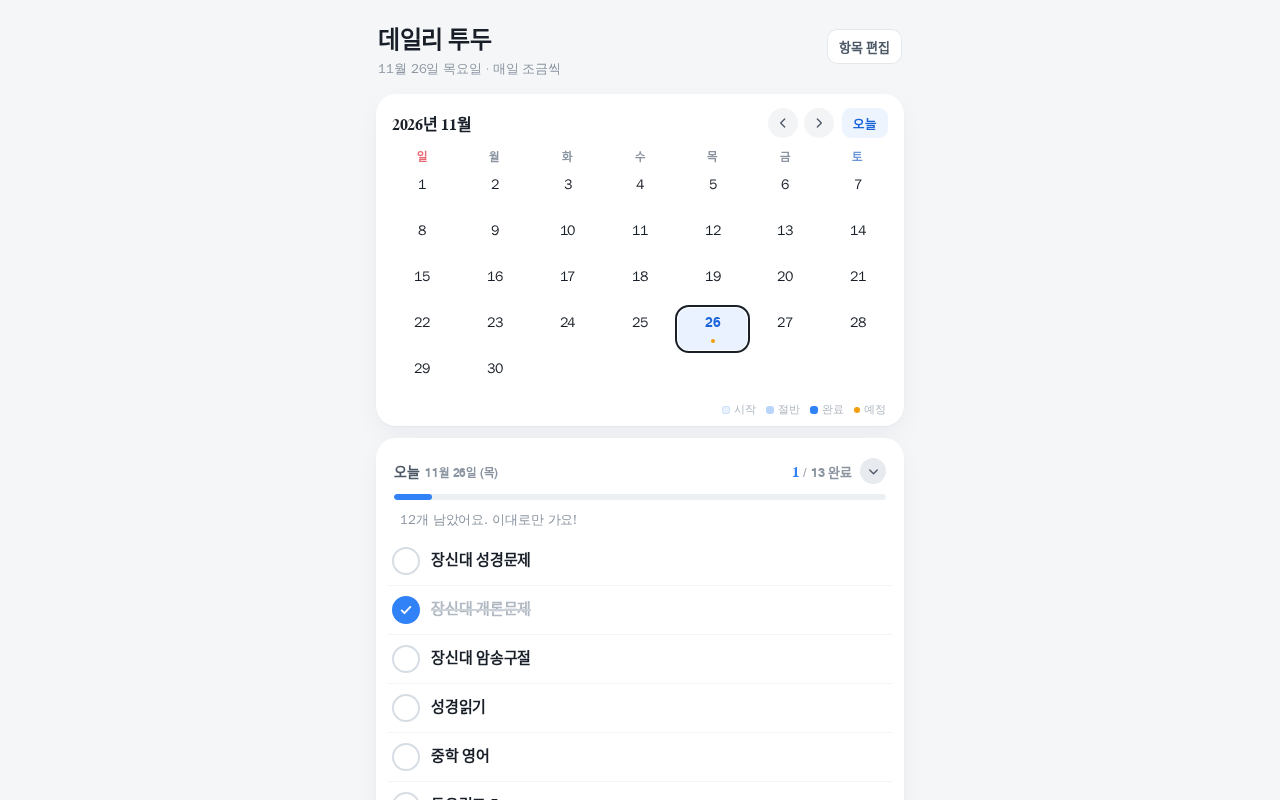 데일리 투두
11월 26일 목요일 · 매일 조금씩
항목 편집
2026년 11월
오늘
일 월 화 수 목 금 토
1 2 3 4 5 6 7
8 9 10 11 12 13 14
15 16 17 18 19 20 21
22 23 24 25 26 27 28
29 30
시작 절반 완료 예정
오늘 11월 26일 (목)
1 / 13 완료
12개 남았어요. 이대로만 가요!
장신대 성경문제
장신대 개론문제
장신대 암송구절
성경읽기
중학 영어